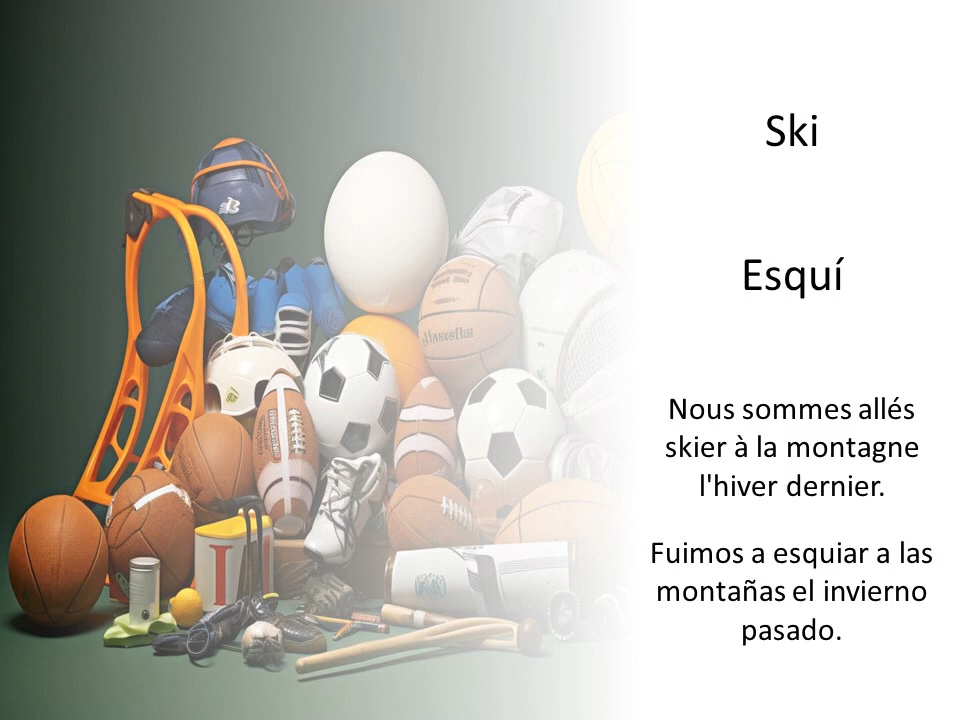 Ski
Esquí
Nous sommes allés
skier à la montagne
l'hiver dernier.
Fuimos a esquiar a las
montañas el invierno
pasado.